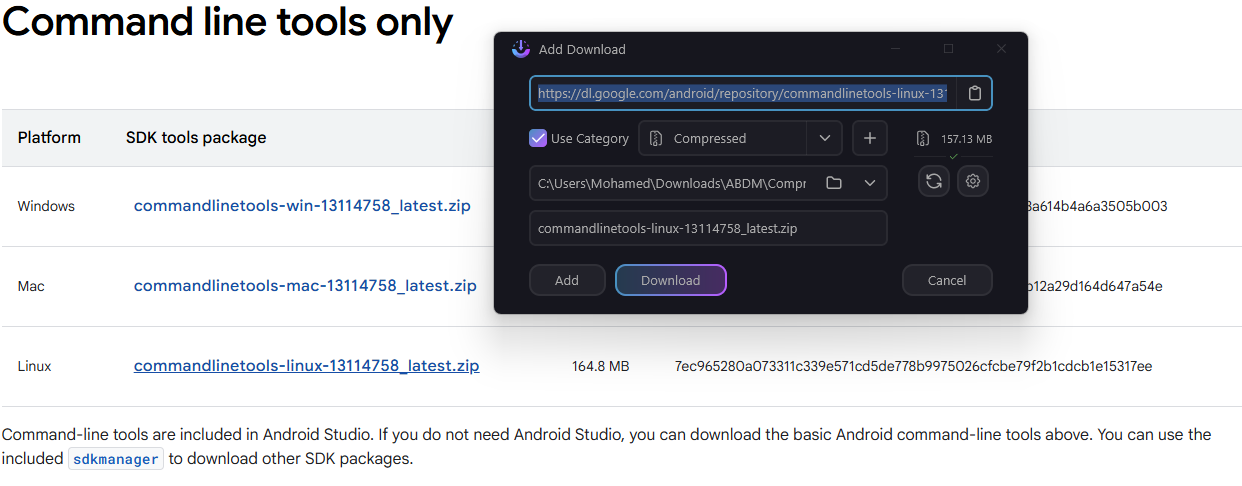 Command line tools only
Add Download
https://dl.google.com/android/repository/commandlinetools-linux-131
Use Category
Compressed
157.13 MB
C:\Users\Mohamed\Downloads\ABDM\Compr
commandlinetools-linux-13114758_latest.zip
Add
Download
Cancel
Platform
SDK tools package
Windows
commandlinetools-win-13114758_latest.zip
3a614b4a6a3505b003
Mac
commandlinetools-mac-13114758_latest.zip
b12a29d164d647a54e
Linux
commandlinetools-linux-13114758_latest.zip
164.8 MB
7ec965280a073311c339e571cd5de778b9975026cfcbe79f2b1cdcb1e15317ee
Command-line tools are included in Android Studio. If you do not need Android Studio, you can download the basic Android command-line tools above. You can use the
included sdkmanager to download other SDK packages.